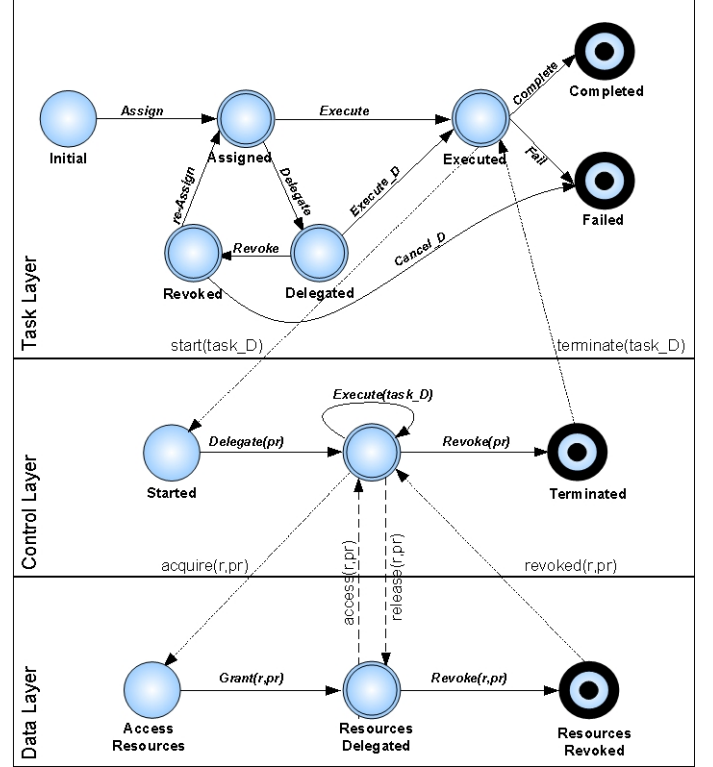 Complete
Completed
Assign
Execute
Initial
Assigned
Executed
Fail
re-Assign
Delegate
Execute_D
Failed
Revoke
Cancel_D
Revoked
Delegated
Task Layer
start(task_D)
terminate(task_D)
Execute(task_D)
Delegate(pr)
Revoke(pr)
Started
Terminated
Control Layer
acquire(r,pr)
access(r,pr)
release(r,pr)
revoked(r,pr)
Grant(r,pr)
Revoke(r,pr)
Access
Resources
Resources
Delegated
Resources
Revoked
Data Layer